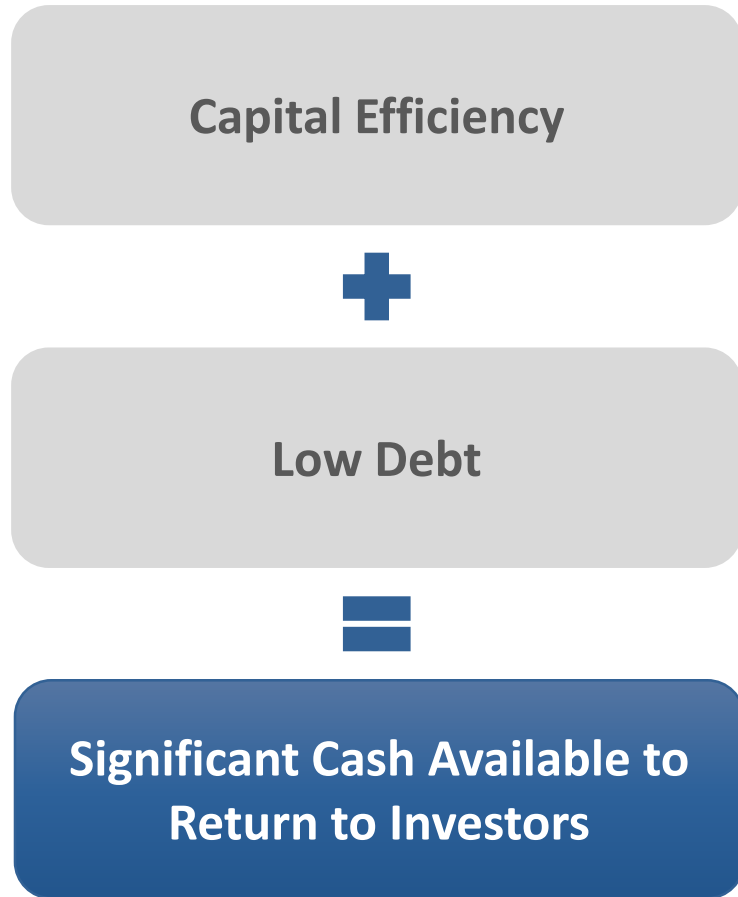 Capital Efficiency
Low Debt
Significant Cash Available to
Return to Investors